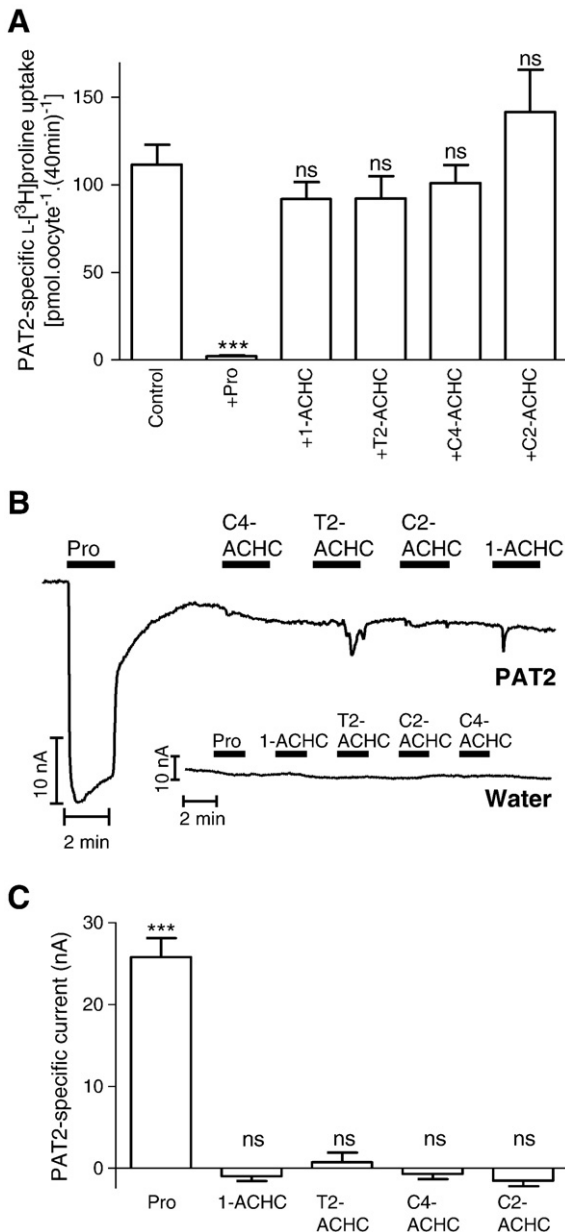 A
PAT2-specific L-[³H]proline uptake
[pmol.oocyte⁻¹.(40min)⁻¹]
150
100
50
0
***
ns
ns
ns
ns
Control
+Pro
+1-ACHC
+T2-ACHC
+C4-ACHC
+C2-ACHC
B
Pro
C4-
ACHC
T2-
ACHC
C2-
ACHC
1-ACHC
PAT2
10 nA
2 min
Pro
1-ACHC
T2-
ACHC
C2-
ACHC
C4-
ACHC
10 nA
Water
2 min
C
PAT2-specific current (nA)
30
20
10
0
***
ns
ns
ns
ns
Pro
1-ACHC
T2-
ACHC
C4-
ACHC
C2-
ACHC